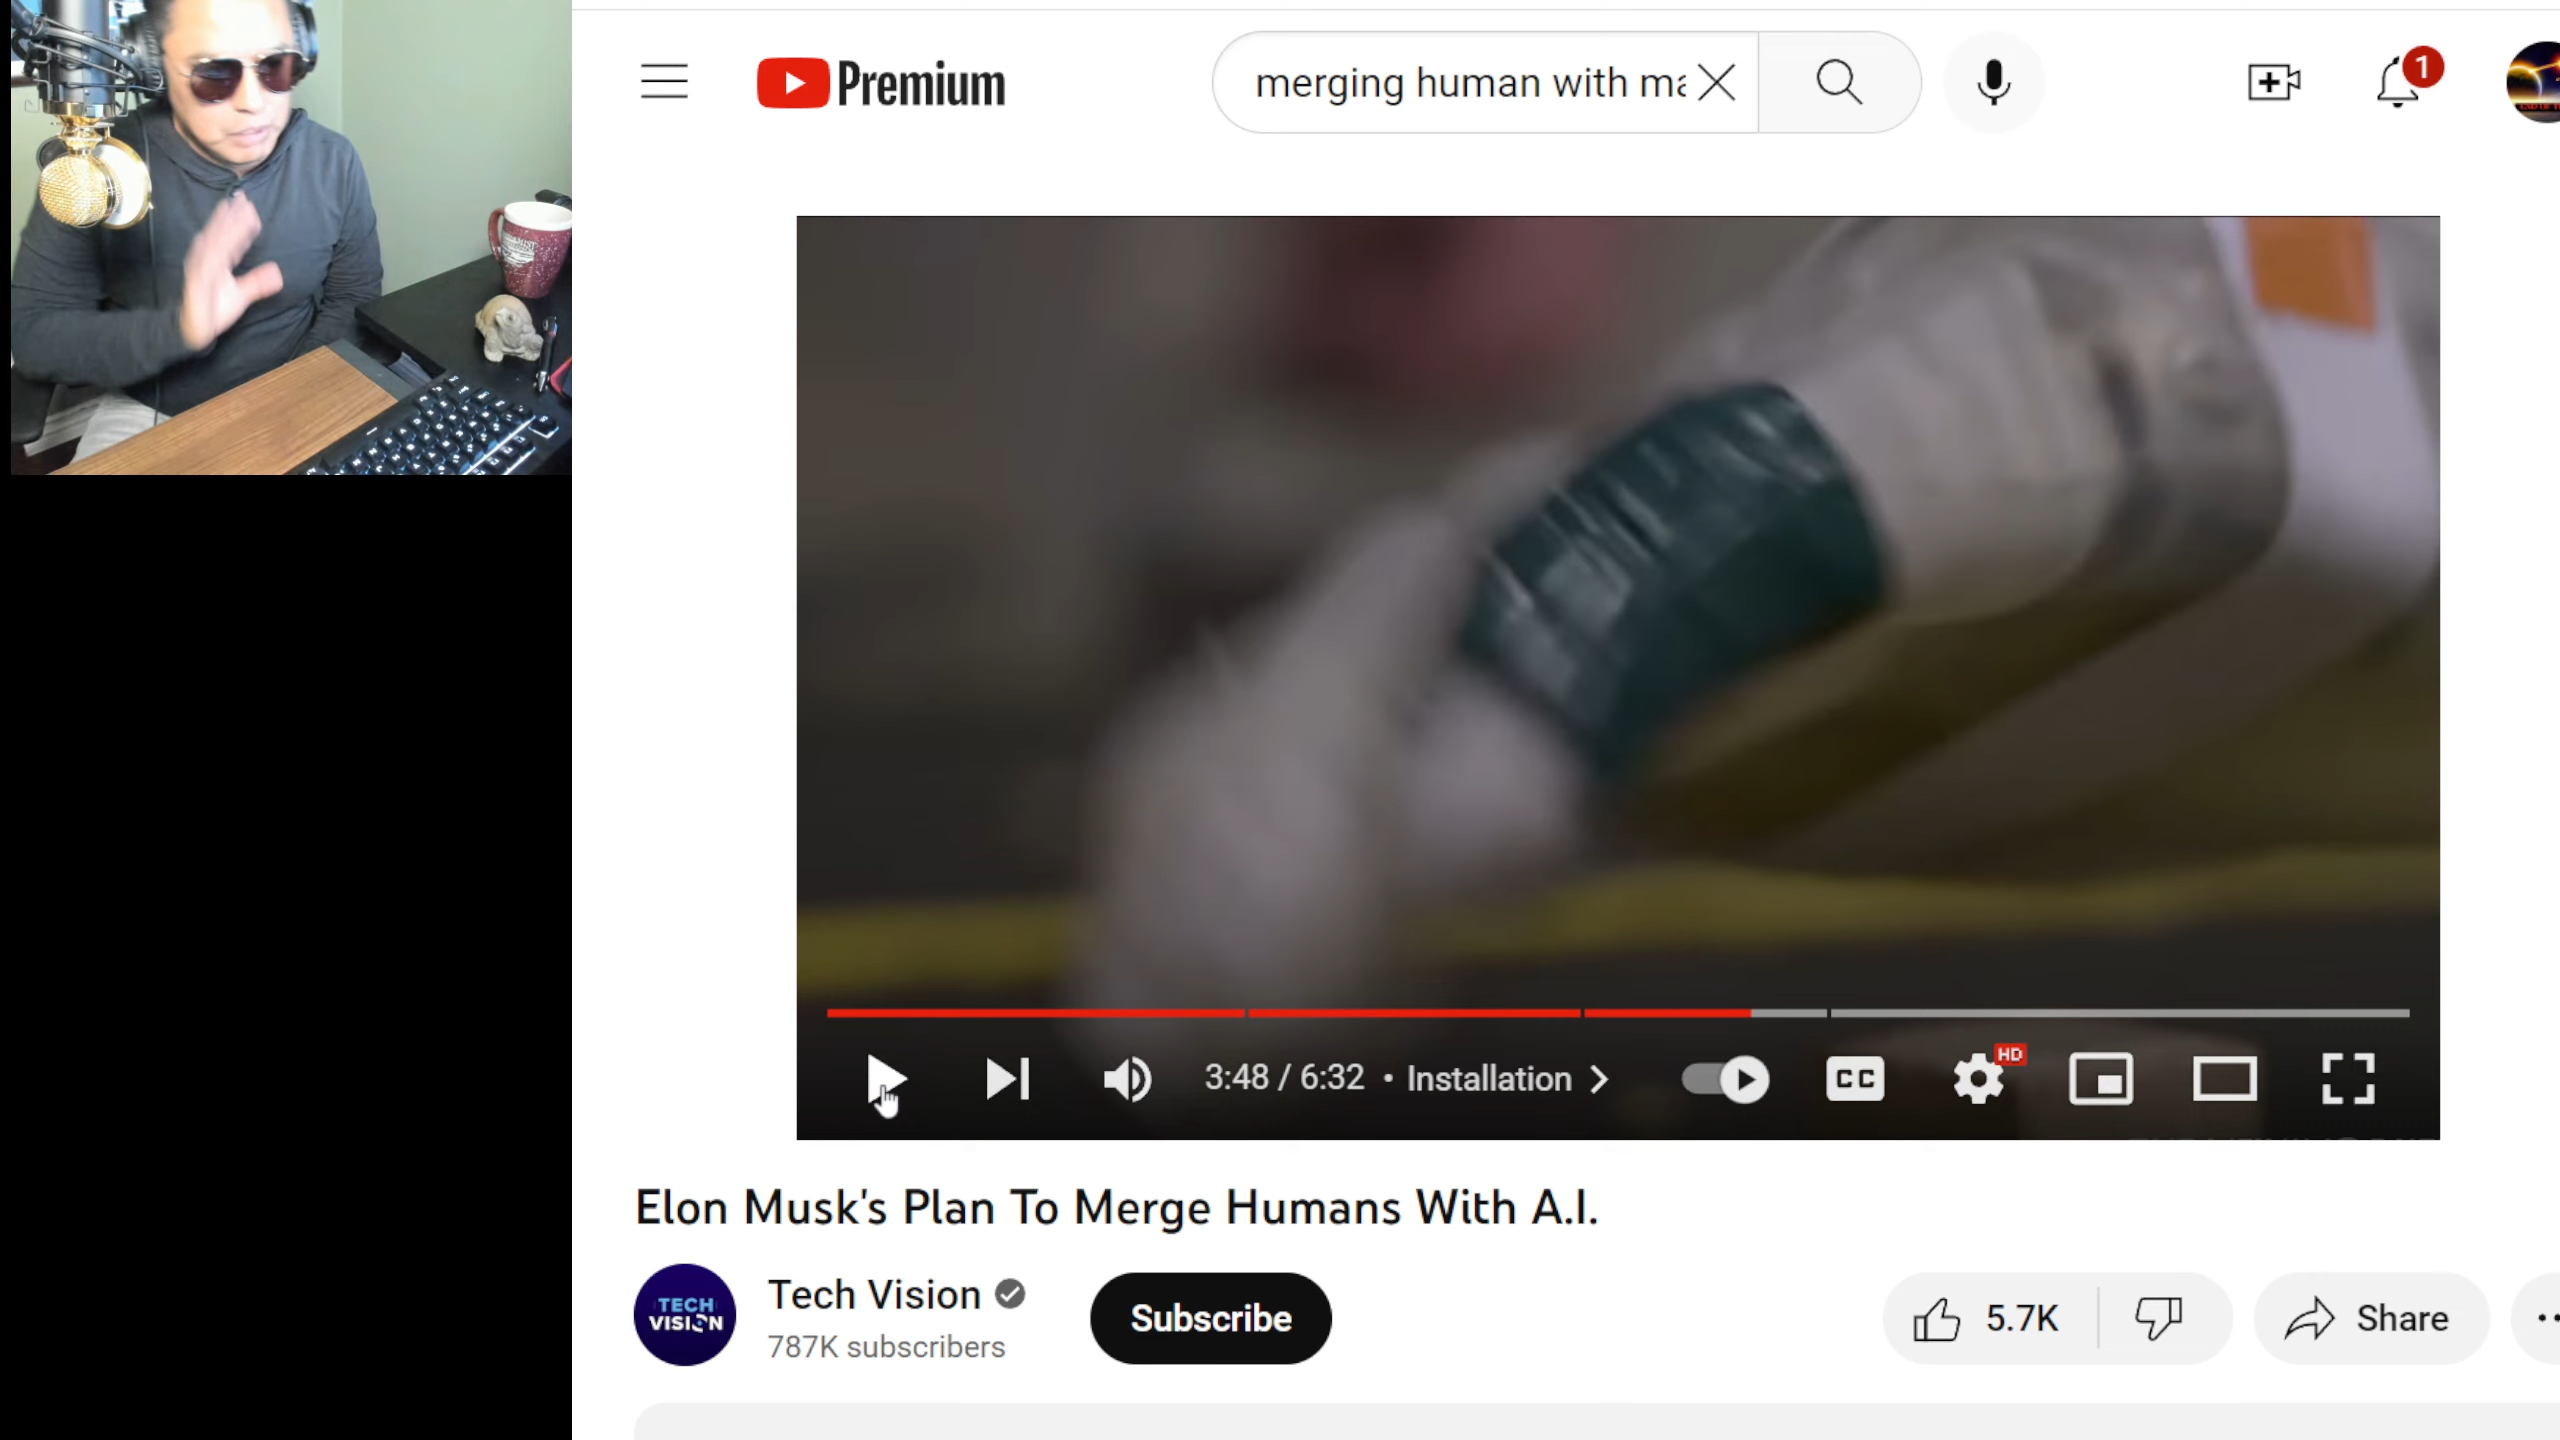 Premium
merging human with ma
1
HD
CC
3:48 / 6:32 • Installation
Elon Musk's Plan To Merge Humans With A.I.
TECH
VISION
Tech Vision
787K subscribers
Subscribe
5.7K
Share